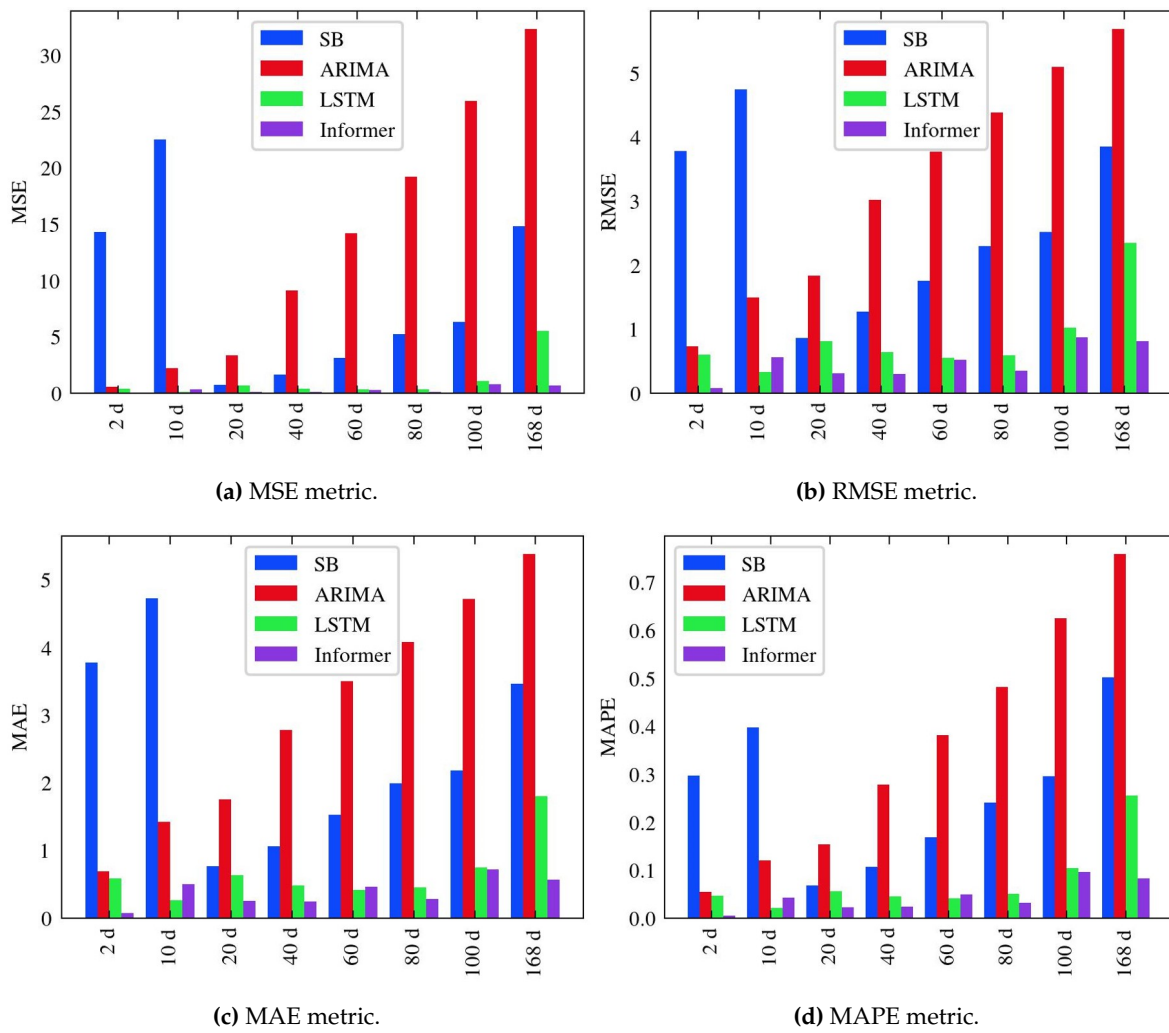 MSE
30
25
20
15
10
5
0
SB
ARIMA
LSTM
Informer
2 d
10 d
20 d
40 d
60 d
80 d
100 d
168 d
(a) MSE metric.
RMSE
5
4
3
2
1
0
SB
ARIMA
LSTM
Informer
2 d
10 d
20 d
40 d
60 d
80 d
100 d
168 d
(b) RMSE metric.
MAE
5
4
3
2
1
0
SB
ARIMA
LSTM
Informer
2 d
10 d
20 d
40 d
60 d
80 d
100 d
168 d
(c) MAE metric.
MAPE
0.7
0.6
0.5
0.4
0.3
0.2
0.1
0.0
SB
ARIMA
LSTM
Informer
2 d
10 d
20 d
40 d
60 d
80 d
100 d
168 d
(d) MAPE metric.